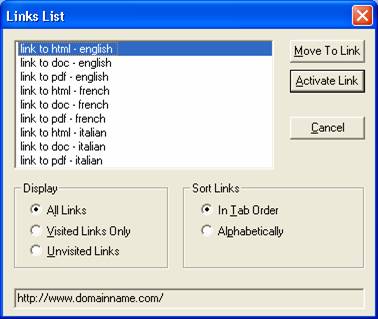 Links List
link to html - english
link to doc - english
link to pdf - english
link to html - french
link to doc - french
link to pdf - french
link to html - italian
link to doc - italian
link to pdf - italian
Move To Link
Activate Link
Cancel
Display
All Links
Visited Links Only
Unvisited Links
Sort Links
In Tab Order
Alphabetically
http://www.domainname.com/